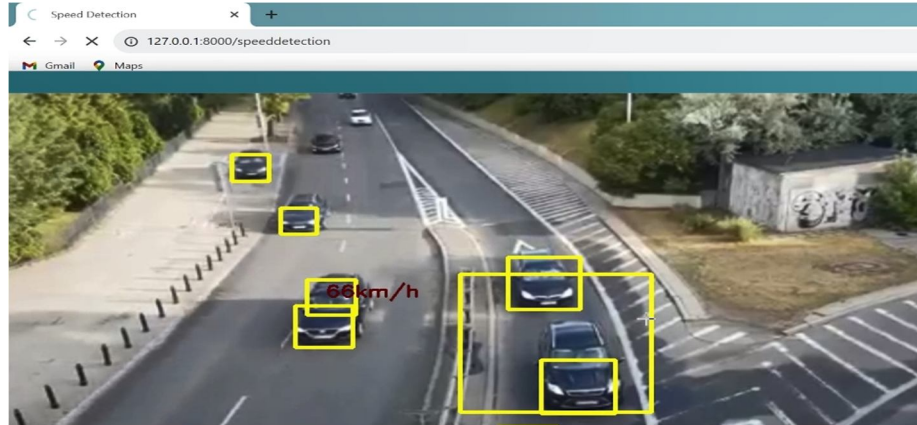 Speed Detection
127.0.0.1:8000/speeddetection
Gmail
Maps
66km/h